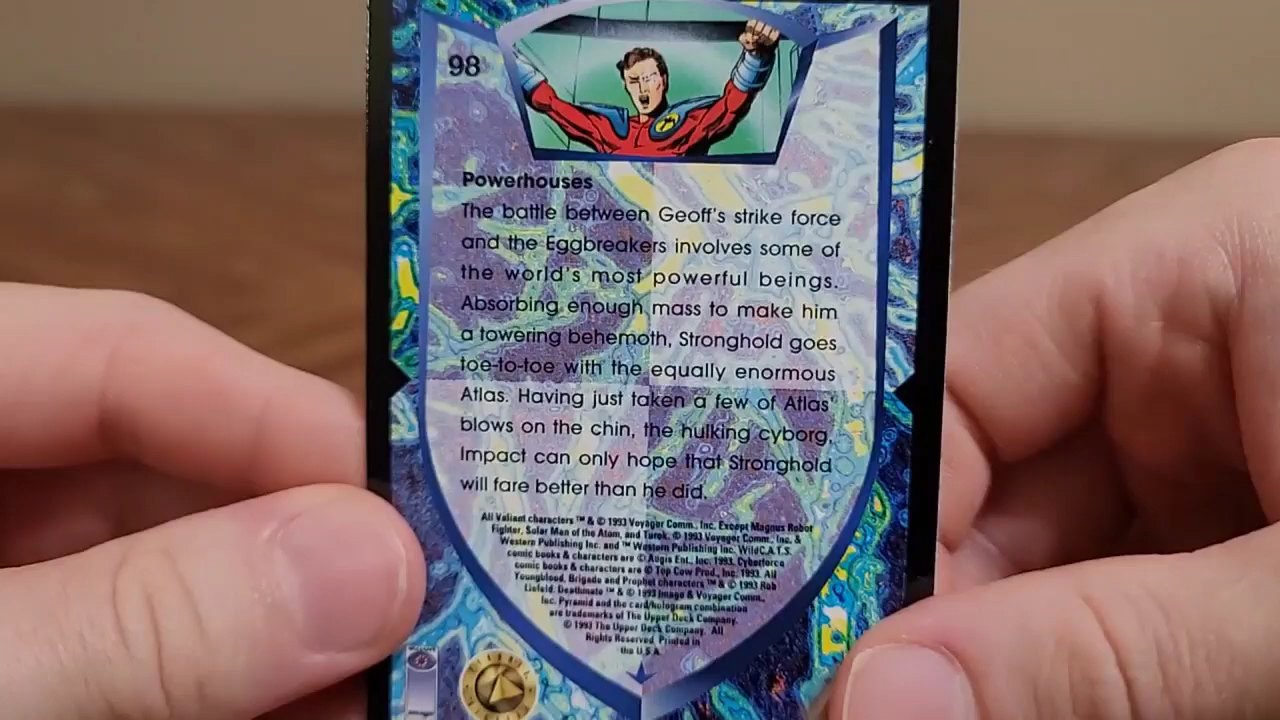 98
Powerhouses
The battle between Geoff's strike force
and the Eggbreakers involves some of
the world's most powerful beings.
Absorbing enough mass to make him
a towering behemoth, Stronghold goes
toe-to-toe with the equally enormous
Atlas. Having just taken a few of Atlas'
blows on the chin, the hulking cyborg,
Impact can only hope that Stronghold
will fare better than he did.
All Valiant characters ™ & © 1993 Voyager Comm., Inc. Except Magnus Robot
Fighter, Solar Man of the Atom, and Turok. © 1993 Voyager Comm., Inc. &
Western Publishing Inc. and ™ Western Publishing Inc. WildC.A.T.S.
comic books & characters are © Aegis Ent., Inc. 1993. Cyberforce
comic books & characters are © Top Cow Prod., Inc. 1993. All
Youngblood, Brigade and Prophet characters ™ & © 1993 Rob
Liefeld. Deathmate ™ & © 1993 Image & Voyager Comm.,
Inc. Pyramid and the card/hologram combination
are trademarks of The Upper Deck Company.
© 1993 The Upper Deck Company. All
Rights Reserved. Printed in
the U.S.A.